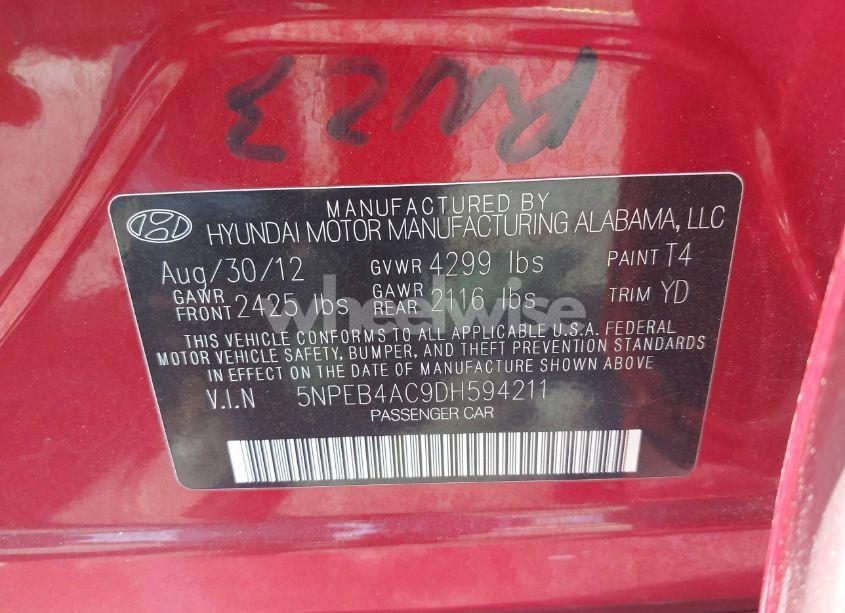 RN23
MANUFACTURED BY
HYUNDAI MOTOR MANUFACTURING ALABAMA, LLC
Aug/30/12 GVWR 4299 lbs PAINT T4
GAWR FRONT 2425 lbs GAWR REAR 2116 lbs TRIM YD
THIS VEHICLE CONFORMS TO ALL APPLICABLE U.S.A. FEDERAL
MOTOR VEHICLE SAFETY, BUMPER, AND THEFT PREVENTION STANDARDS
IN EFFECT ON THE DATE OF MANUFACTURE SHOWN ABOVE
V.I.N 5NPEB4AC9DH594211
PASSENGER CAR
wheelwise